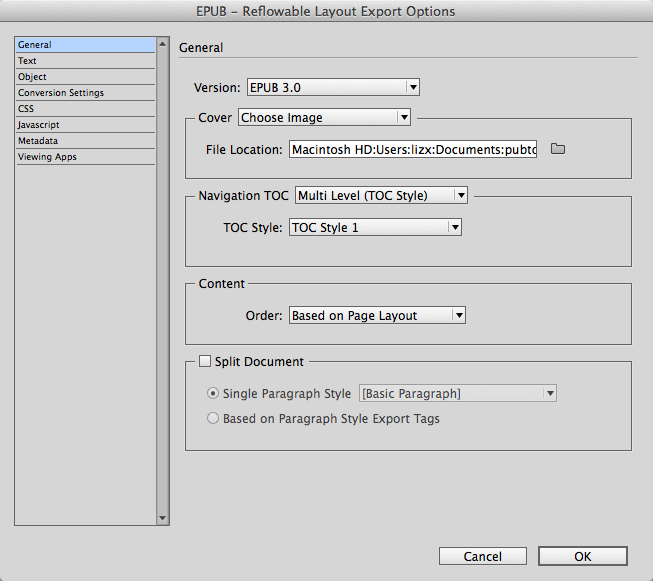 EPUB – Reflowable Layout Export Options
General
Text
Object
Conversion Settings
CSS
Javascript
Metadata
Viewing Apps
General
Version: EPUB 3.0
Cover Choose Image
File Location: Macintosh HD:Users:lizx:Documents:pubto
Navigation TOC Multi Level (TOC Style)
TOC Style: TOC Style 1
Content
Order: Based on Page Layout
Split Document
Single Paragraph Style [Basic Paragraph]
Based on Paragraph Style Export Tags
Cancel OK